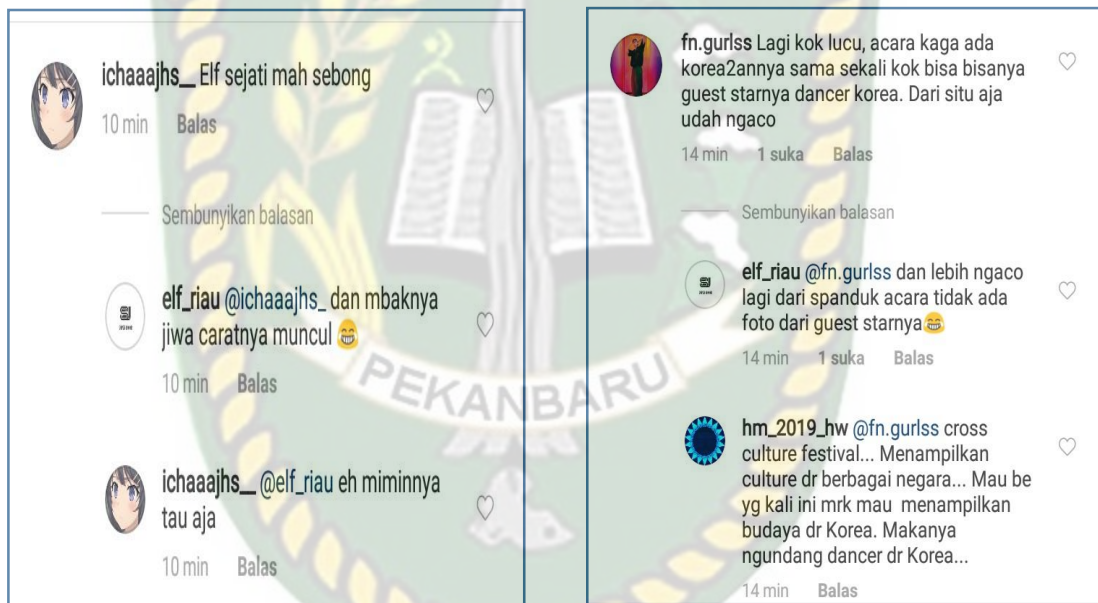 ichaaajhs__ Elf sejati mah sebong
10 min Balas
Sembunyikan balasan
elf_riau @ichaaajhs_ dan mbaknya
jiwa caratnya muncul 😂
10 min Balas
ichaaajhs__ @elf_riau eh miminnya
tau aja
10 min Balas
fn.gurlss Lagi kok lucu, acara kaga ada
korea2annya sama sekali kok bisa bisanya
guest starnya dancer korea. Dari situ aja
udah ngaco
14 min 1 suka Balas
Sembunyikan balasan
elf_riau @fn.gurlss dan lebih ngaco
lagi dari spanduk acara tidak ada
foto dari guest starnya😂
14 min 1 suka Balas
hm_2019_hw @fn.gurlss cross
culture festival... Menampilkan
culture dr berbagai negara... Mau be
yg kali ini mrk mau menampilkan
budaya dr Korea. Makanya
ngundang dancer dr Korea...
14 min Balas
PEKANBARU